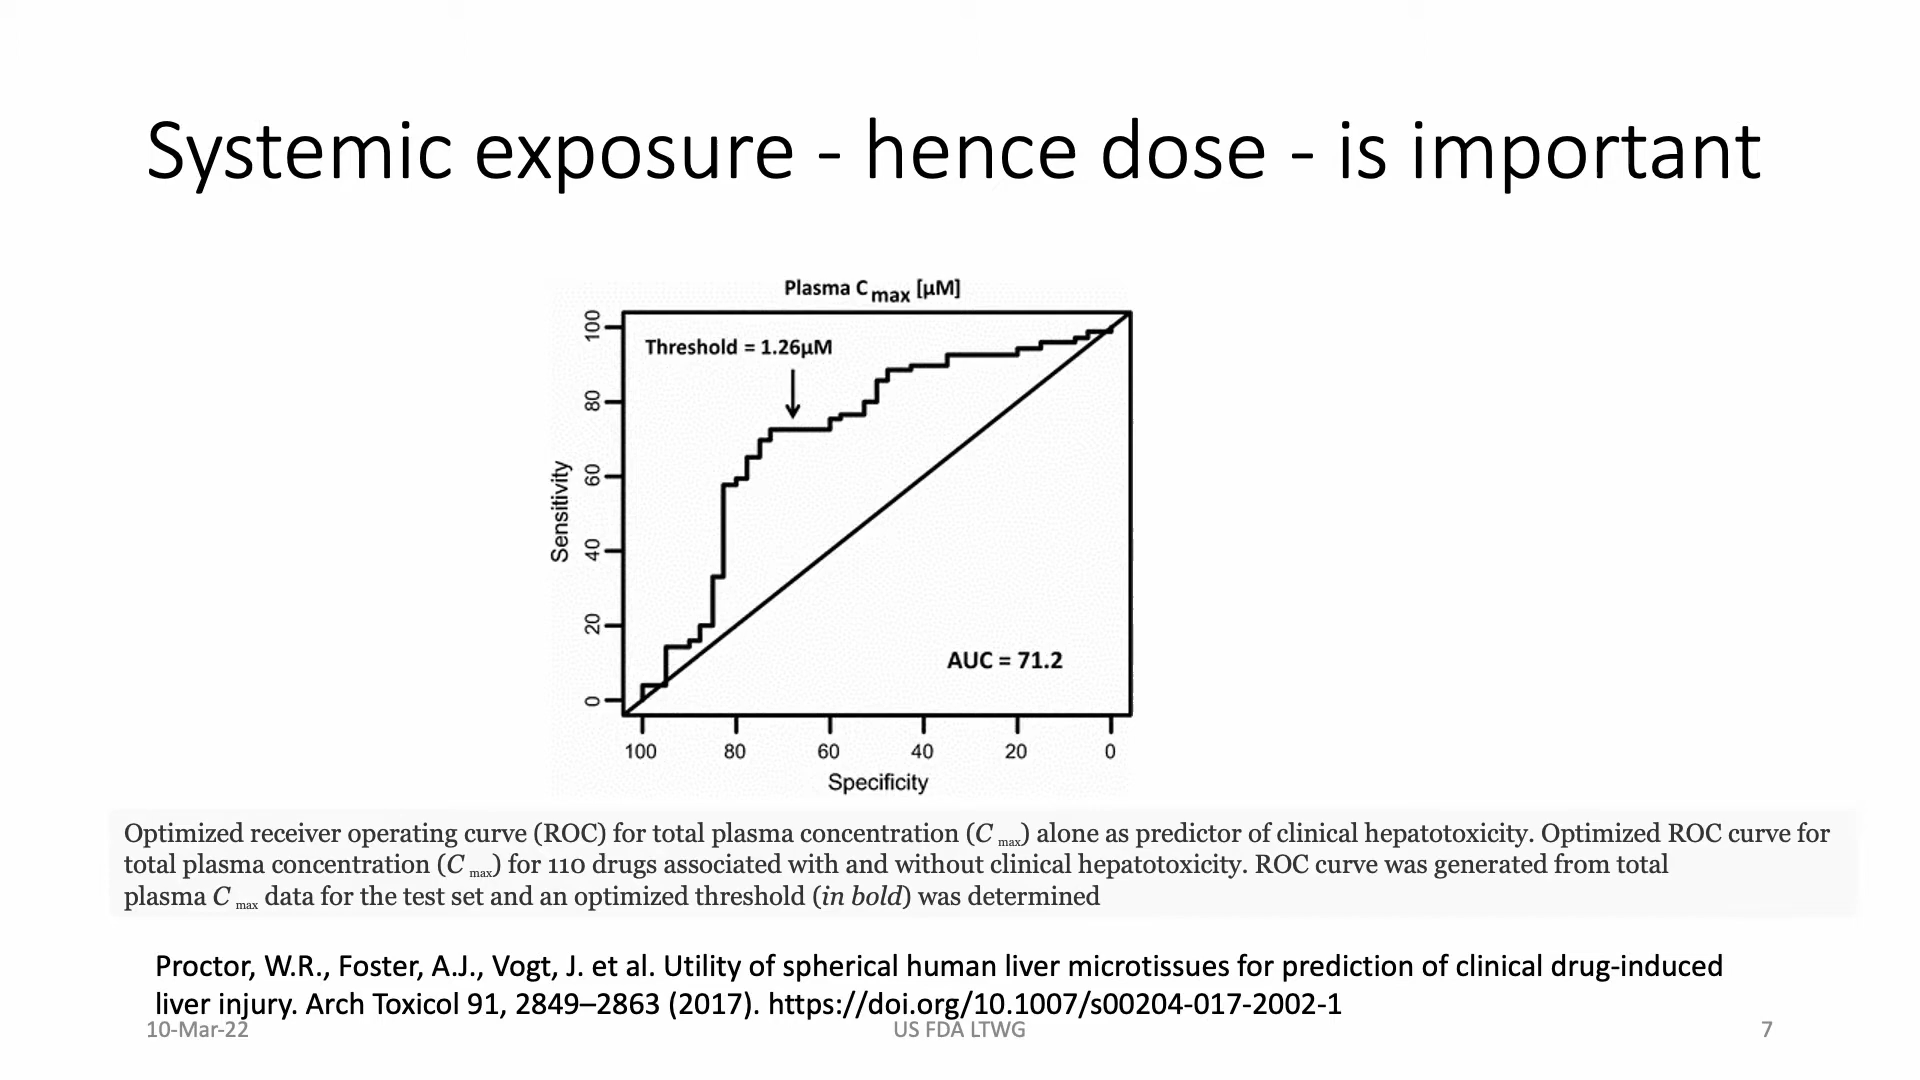 Systemic exposure - hence dose - is important
Plasma C max [µM]
Threshold = 1.26µM
AUC = 71.2
Sensitivity
100
80
60
40
20
0
100 80 60 40 20 0
Specificity
Optimized receiver operating curve (ROC) for total plasma concentration (C max) alone as predictor of clinical hepatotoxicity. Optimized ROC curve for
total plasma concentration (C max) for 110 drugs associated with and without clinical hepatotoxicity. ROC curve was generated from total
plasma C max data for the test set and an optimized threshold (in bold) was determined
Proctor, W.R., Foster, A.J., Vogt, J. et al. Utility of spherical human liver microtissues for prediction of clinical drug-induced
liver injury. Arch Toxicol 91, 2849–2863 (2017). https://doi.org/10.1007/s00204-017-2002-1
10-Mar-22 US FDA LTWG 7